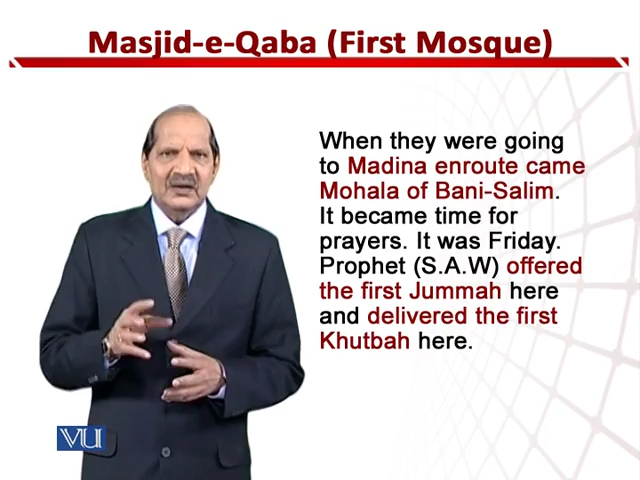 Masjid-e-Qaba (First Mosque)
When they were going
to Madina enroute came
Mohala of Bani-Salim.
It became time for
prayers. It was Friday.
Prophet (S.A.W) offered
the first Jummah here
and delivered the first
Khutbah here.
VU